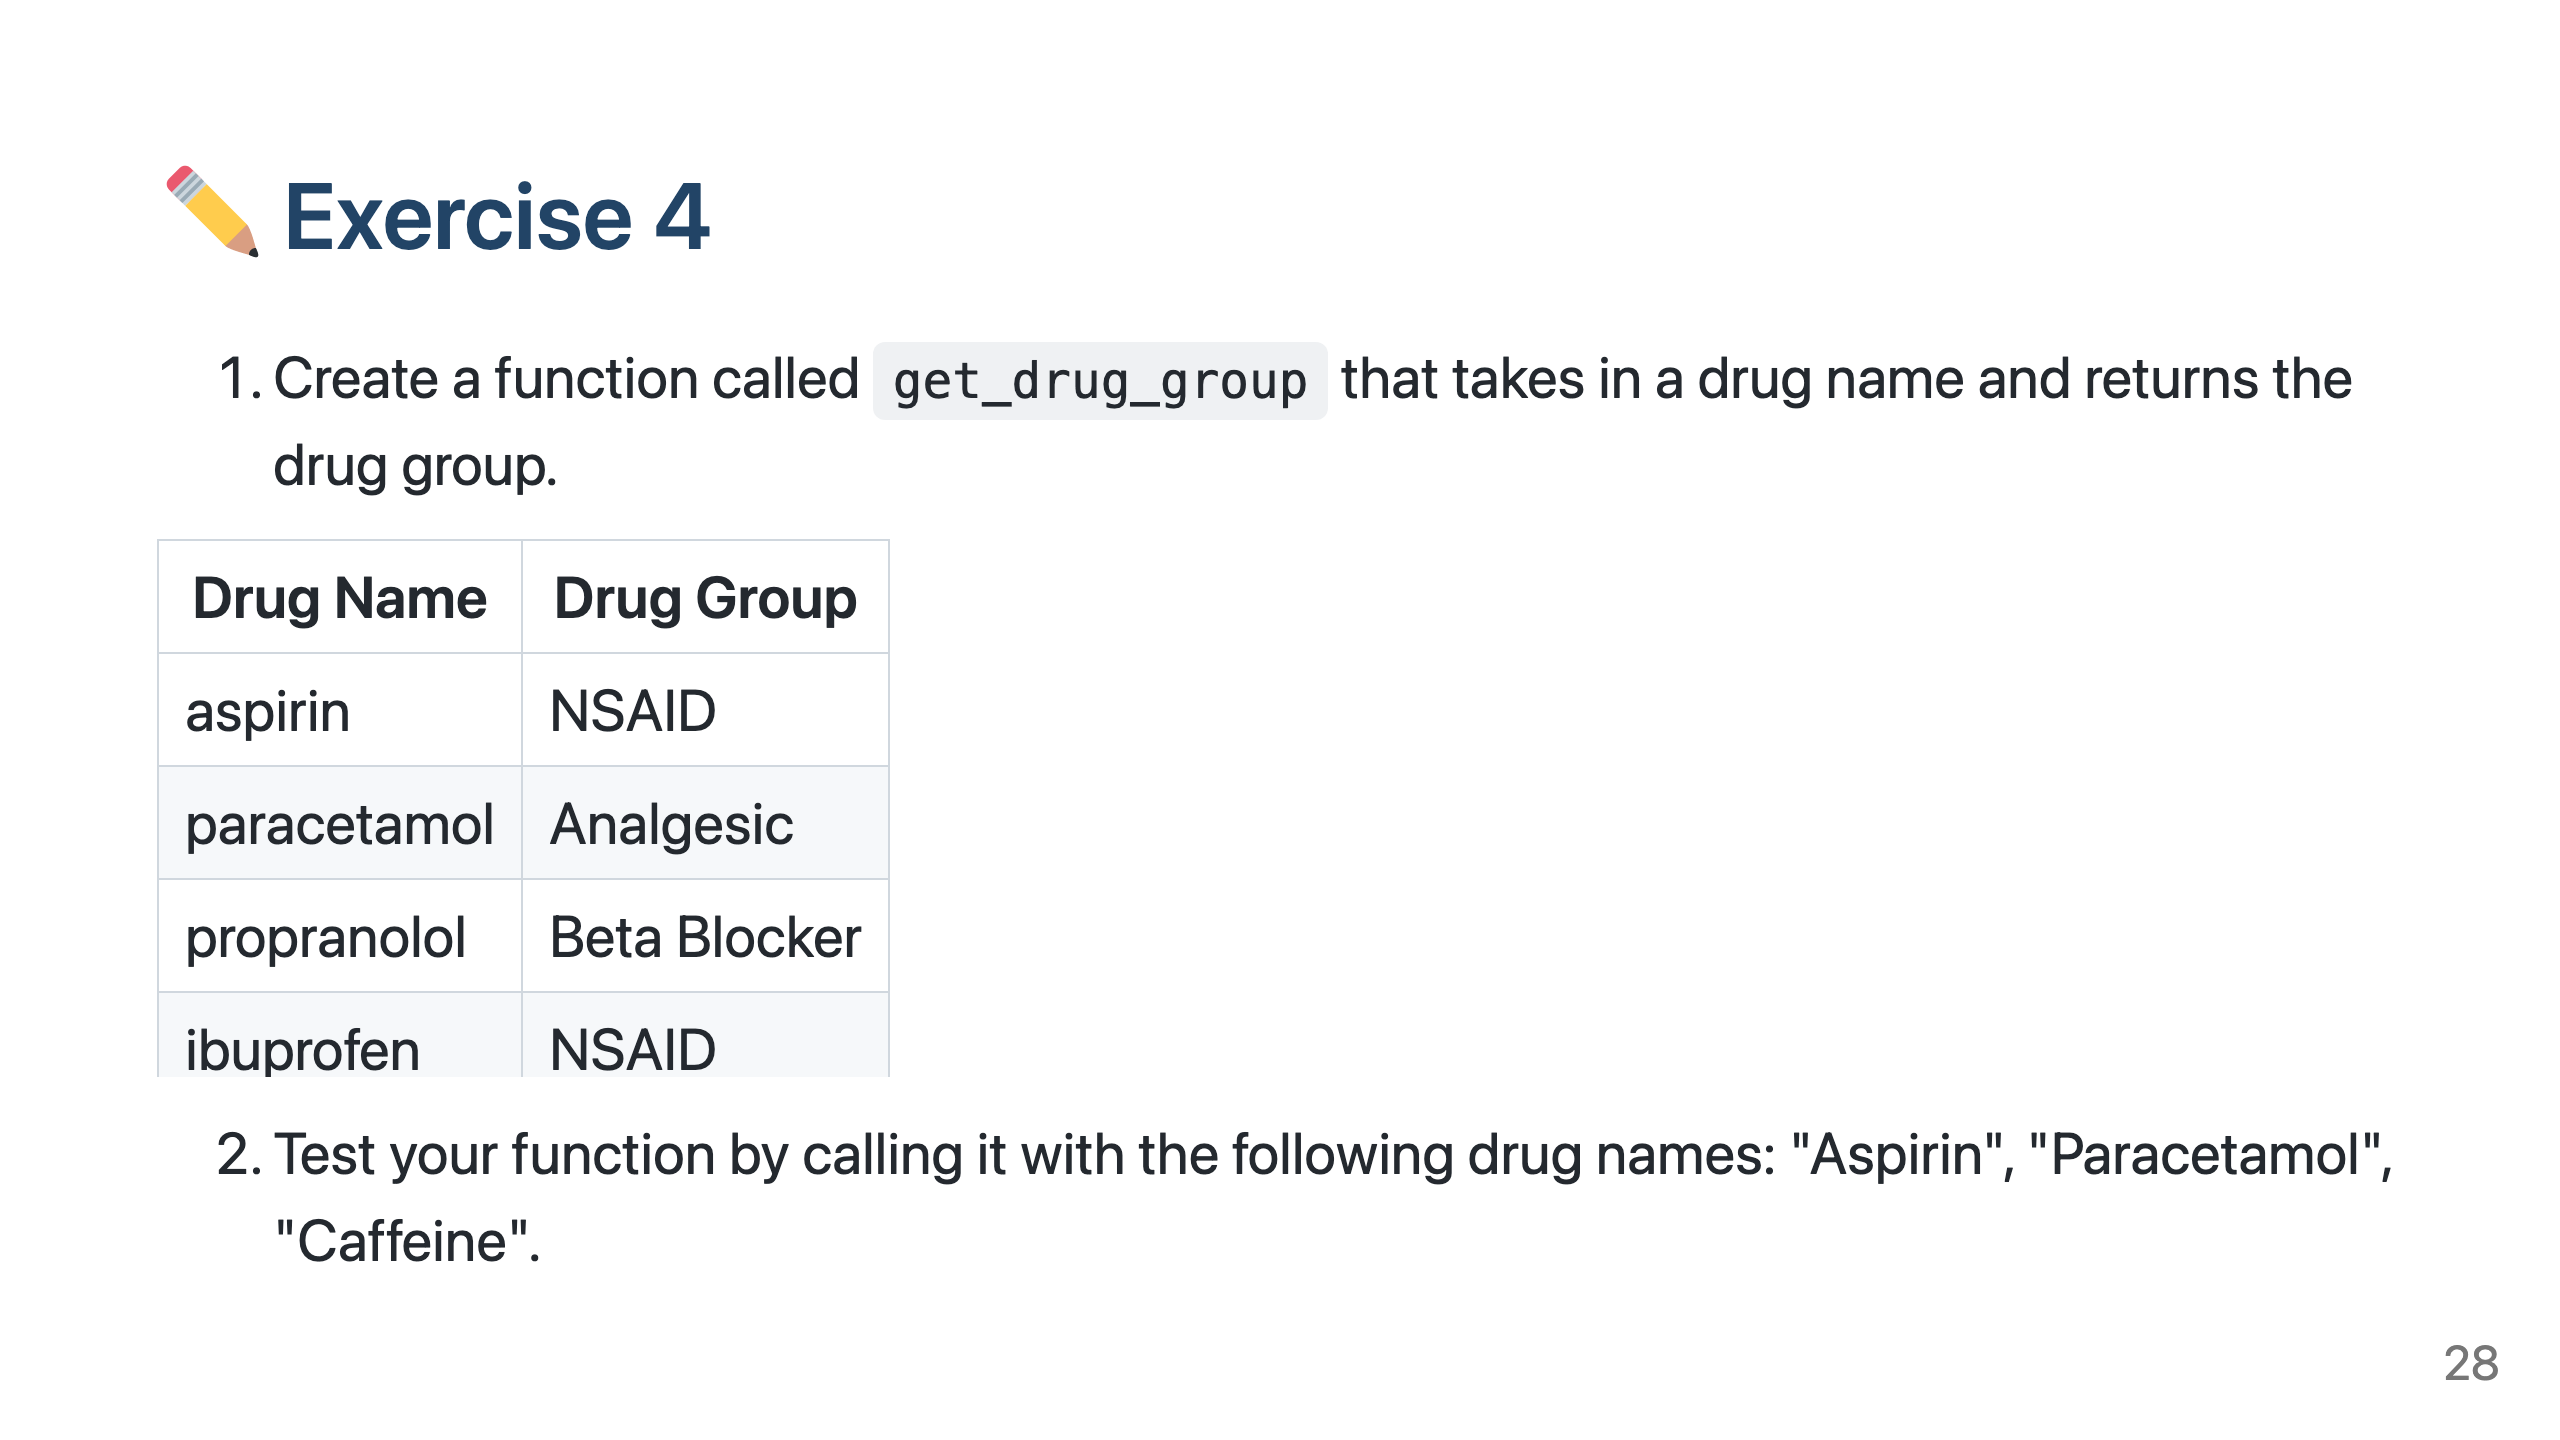 Exercise 4
1. Create a function called get_drug_group that takes in a drug name and returns the
drug group.
Drug Name Drug Group
aspirin NSAID
paracetamol Analgesic
propranolol Beta Blocker
ibuprofen NSAID
2. Test your function by calling it with the following drug names: "Aspirin", "Paracetamol",
"Caffeine".
28